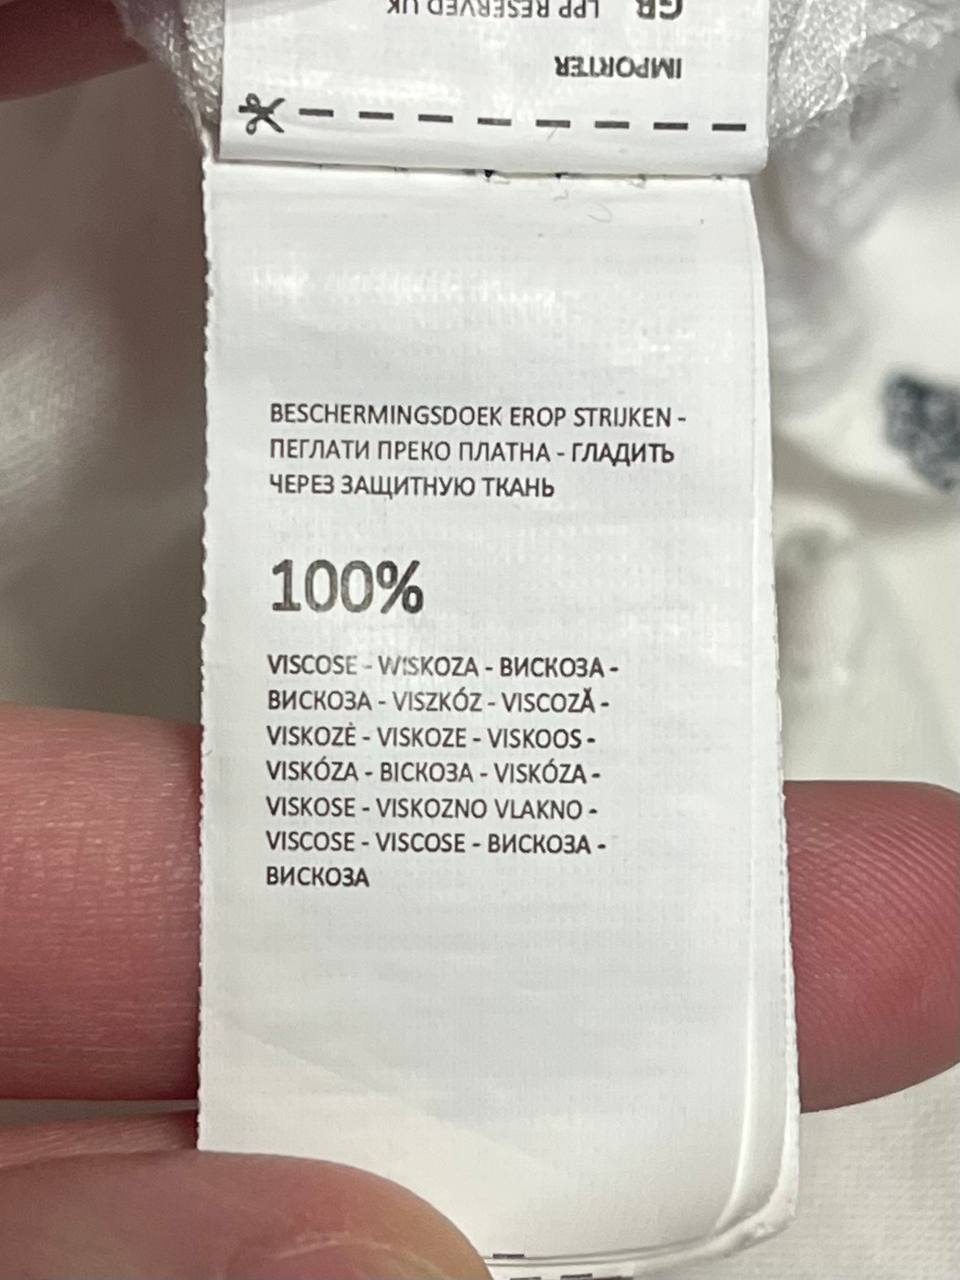 GB LPP RESERVED UK
IMPORTER
BESCHERMINGSDOEK EROP STRIJKEN -
ПЕГЛАТИ ПРЕКО ПЛАТНА - ГЛАДИТЬ
ЧЕРЕЗ ЗАЩИТНУЮ ТКАНЬ
100%
VISCOSE - WISKOZA - ВИСКОЗА -
ВИСКОЗА - VISZKÓZ - VISCOZĂ -
VISKOZĖ - VISKOZE - VISKOOS -
VISKÓZA - ВІСКОЗА - VISKÓZA -
VISKOSE - VISKOZNO VLAKNO -
VISCOSE - VISCOSE - ВИСКОЗА -
ВИСКОЗА